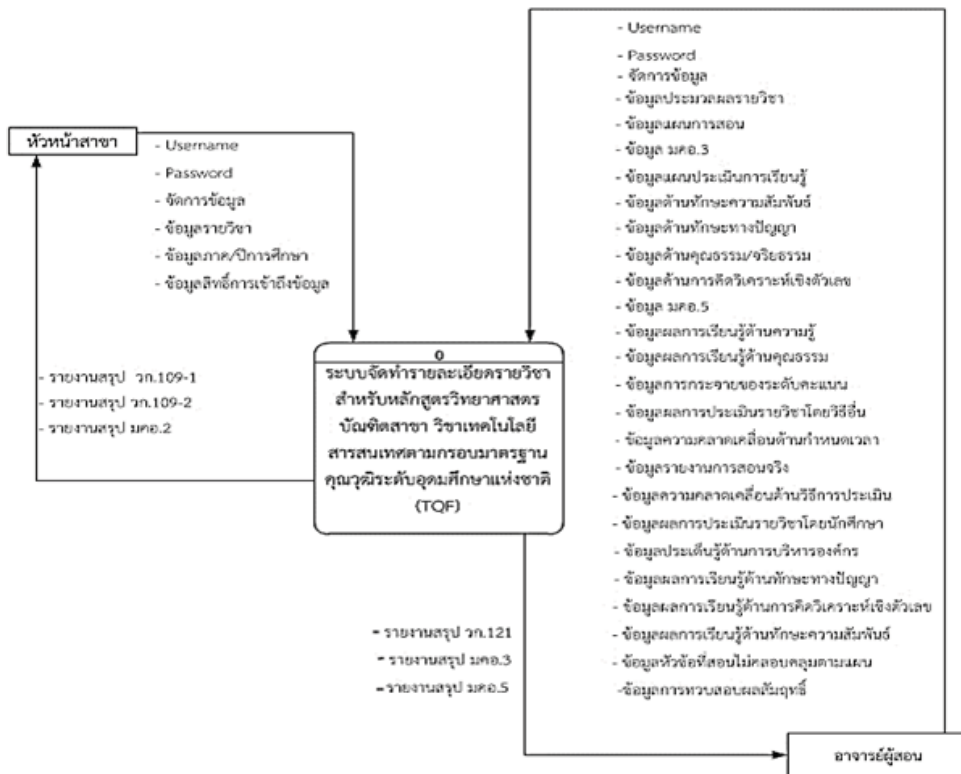 หัวหน้าสาขา
- Username
- Password
- จัดการข้อมูล
- ข้อมูลรายวิชา
- ข้อมูลภาค/ปีการศึกษา
- ข้อมูลสิทธิ์การเข้าถึงข้อมูล
- รายงานสรุป วก.109-1
- รายงานสรุป วก.109-2
- รายงานสรุป มคอ.2
0
ระบบจัดทำรายละเอียดรายวิชา
สำหรับหลักสูตรวิทยาศาสตร
บัณฑิตสาขา วิชาเทคโนโลยี
สารสนเทศตามกรอบมาตรฐาน
คุณวุฒิระดับอุดมศึกษาแห่งชาติ
(TQF)
- Username
- Password
- จัดการข้อมูล
- ข้อมูลประมวลผลรายวิชา
- ข้อมูลแผนการสอน
- ข้อมูล มคอ.3
- ข้อมูลแผนประเมินการเรียนรู้
- ข้อมูลด้านทักษะความสัมพันธ์
- ข้อมูลด้านทักษะทางปัญญา
- ข้อมูลด้านคุณธรรม/จริยธรรม
- ข้อมูลด้านการคิดวิเคราะห์เชิงตัวเลข
- ข้อมูล มคอ.5
- ข้อมูลผลการเรียนรู้ด้านความรู้
- ข้อมูลผลการเรียนรู้ด้านคุณธรรม
- ข้อมูลการกระจายของระดับคะแนน
- ข้อมูลผลการประเมินรายวิชาโดยวิธีอื่น
- ข้อมูลความคลาดเคลื่อนด้านกำหนดเวลา
- ข้อมูลรายงานการสอนจริง
- ข้อมูลความคลาดเคลื่อนด้านวิธีการประเมิน
- ข้อมูลผลการประเมินรายวิชาโดยนักศึกษา
- ข้อมูลประเด็นรู้ด้านการบริหารองค์กร
- ข้อมูลผลการเรียนรู้ด้านทักษะทางปัญญา
- ข้อมูลผลการเรียนรู้ด้านการคิดวิเคราะห์เชิงตัวเลข
- ข้อมูลผลการเรียนรู้ด้านทักษะความสัมพันธ์
- ข้อมูลหัวข้อที่สอนไม่คลอบคลุมตามแผน
-ข้อมูลการทวบสอบผลสัมฤทธิ์
- รายงานสรุป วก.121
- รายงานสรุป มคอ.3
- รายงานสรุป มคอ.5
อาจารย์ผู้สอน